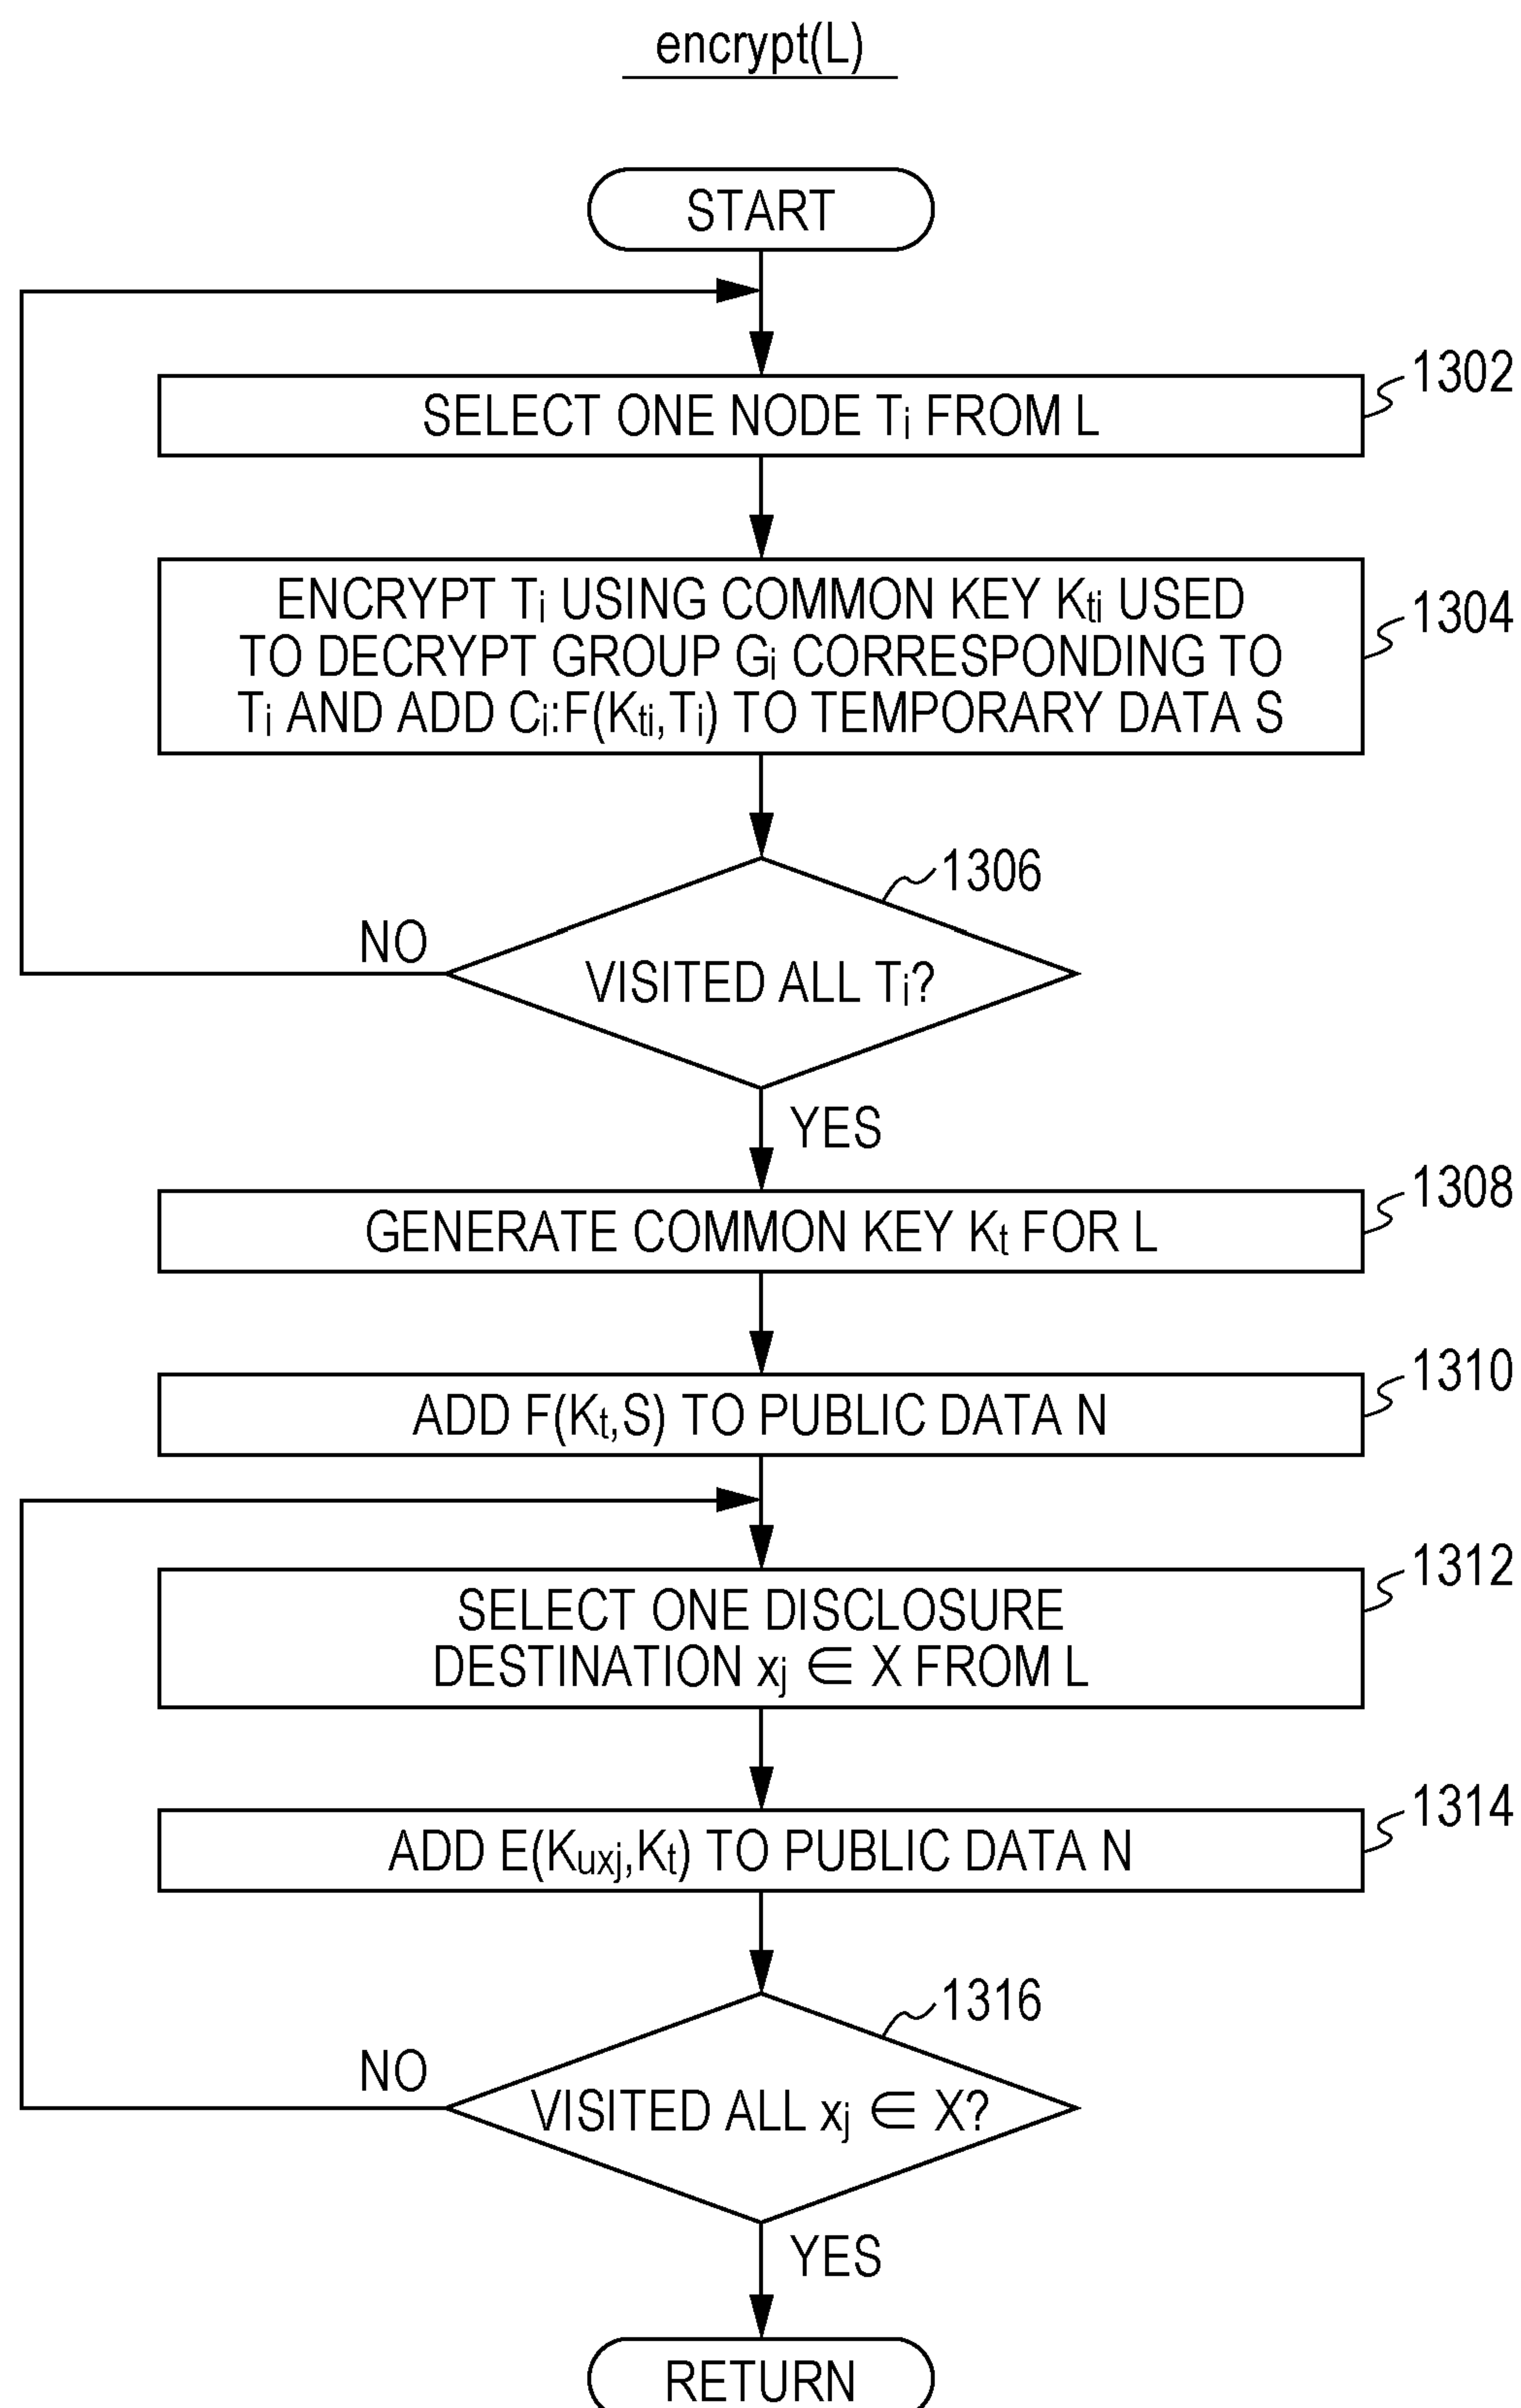 encrypt(L)
START
SELECT ONE NODE Ti FROM L
1302
ENCRYPT Ti USING COMMON KEY Kti USED
TO DECRYPT GROUP Gi CORRESPONDING TO
Ti AND ADD Ci:F(Kti,Ti) TO TEMPORARY DATA S
1304
1306
NO
VISITED ALL Ti?
YES
1308
GENERATE COMMON KEY Kt FOR L
1310
ADD F(Kt,S) TO PUBLIC DATA N
1312
SELECT ONE DISCLOSURE
DESTINATION xj ∈ X FROM L
1314
ADD E(Kuxj,Kt) TO PUBLIC DATA N
1316
NO
VISITED ALL xj ∈ X?
YES
RETURN